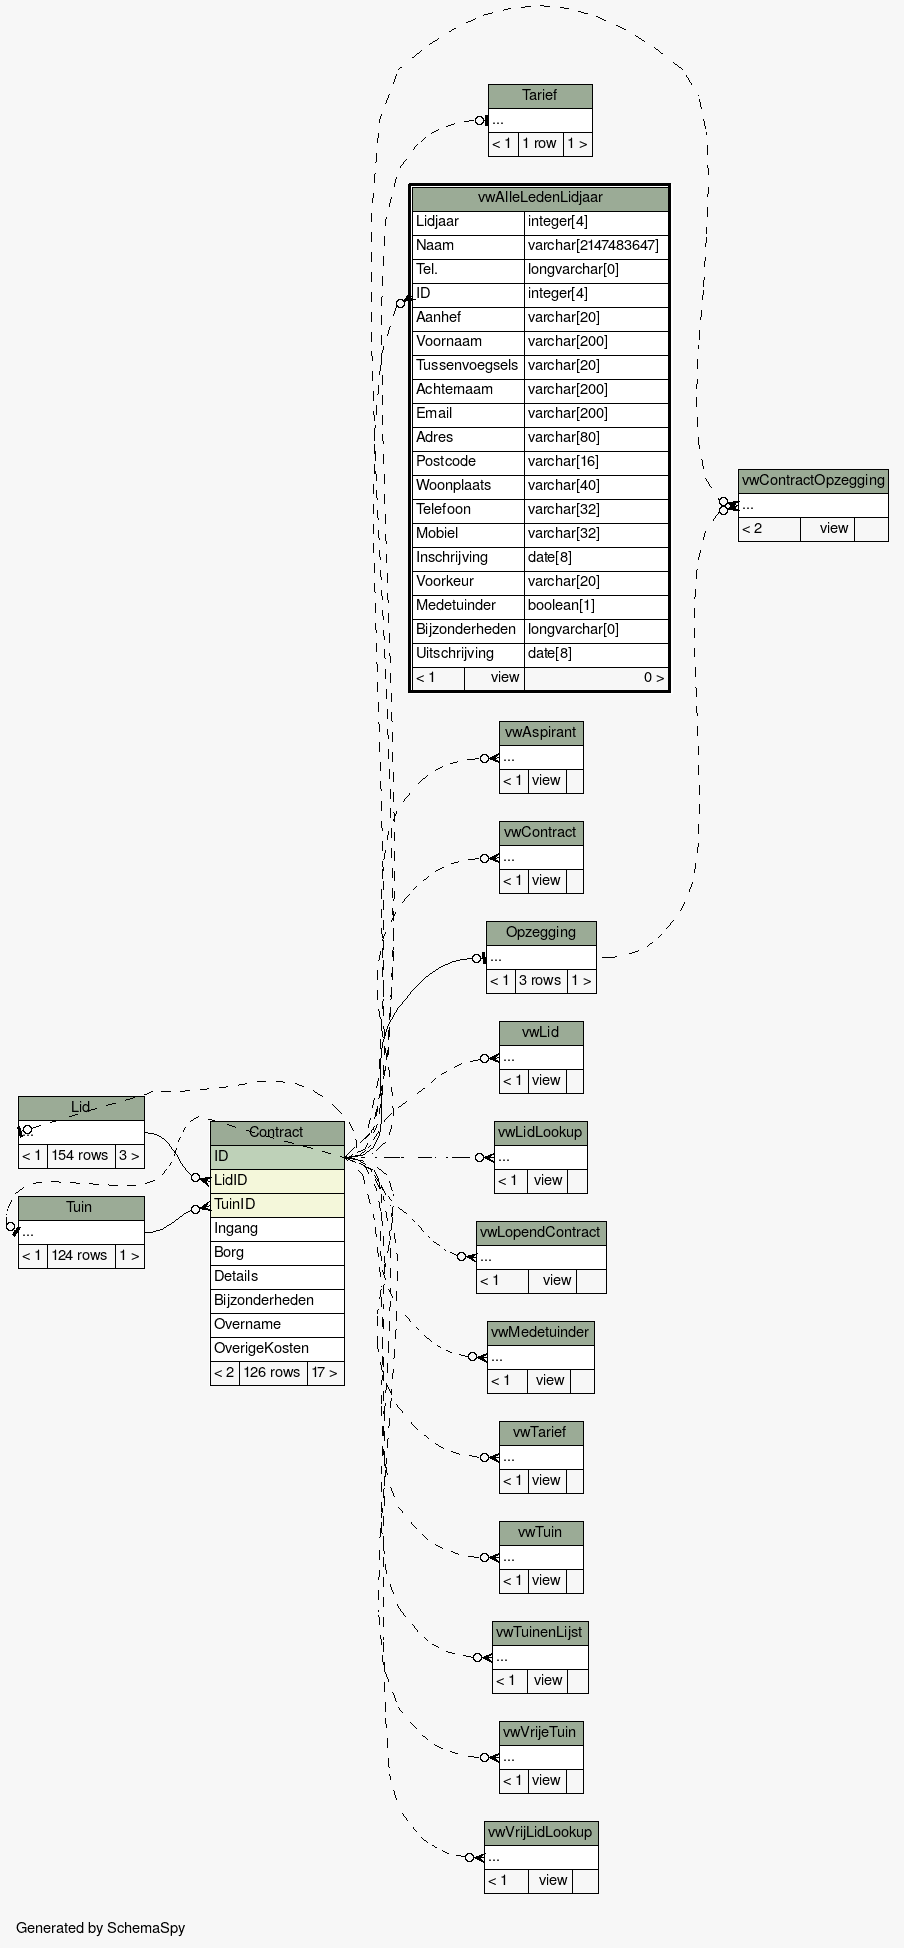 Tarief
...
< 1 1 row 1 >
vwAlleLedenLidjaar
Lidjaar integer[4]
Naam varchar[2147483647]
Tel. longvarchar[0]
ID integer[4]
Aanhef varchar[20]
Voornaam varchar[200]
Tussenvoegsels varchar[20]
Achternaam varchar[200]
Email varchar[200]
Adres varchar[80]
Postcode varchar[16]
Woonplaats varchar[40]
Telefoon varchar[32]
Mobiel varchar[32]
Inschrijving date[8]
Voorkeur varchar[20]
Medetuinder boolean[1]
Bijzonderheden longvarchar[0]
Uitschrijving date[8]
< 1 view 0 >
vwContractOpzegging
...
< 2 view
vwAspirant
...
< 1 view
vwContract
...
< 1 view
Opzegging
...
< 1 3 rows 1 >
vwLid
...
< 1 view
Lid
...
< 1 154 rows 3 >
Tuin
...
< 1 124 rows 1 >
Contract
ID
LidID
TuinID
Ingang
Borg
Details
Bijzonderheden
Overname
OverigeKosten
< 2 126 rows 17 >
vwLidLookup
...
< 1 view
vwLopendContract
...
< 1 view
vwMedetuinder
...
< 1 view
vwTarief
...
< 1 view
vwTuin
...
< 1 view
vwTuinenLijst
...
< 1 view
vwVrijeTuin
...
< 1 view
vwVrijLidLookup
...
< 1 view
Generated by SchemaSpy